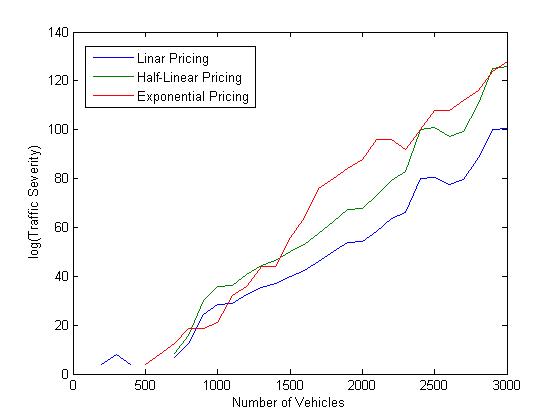 140
120
100
80
60
40
20
0
log(Traffic Severity)
Linar Pricing
Half-Linear Pricing
Exponential Pricing
0 500 1000 1500 2000 2500 3000
Number of Vehicles